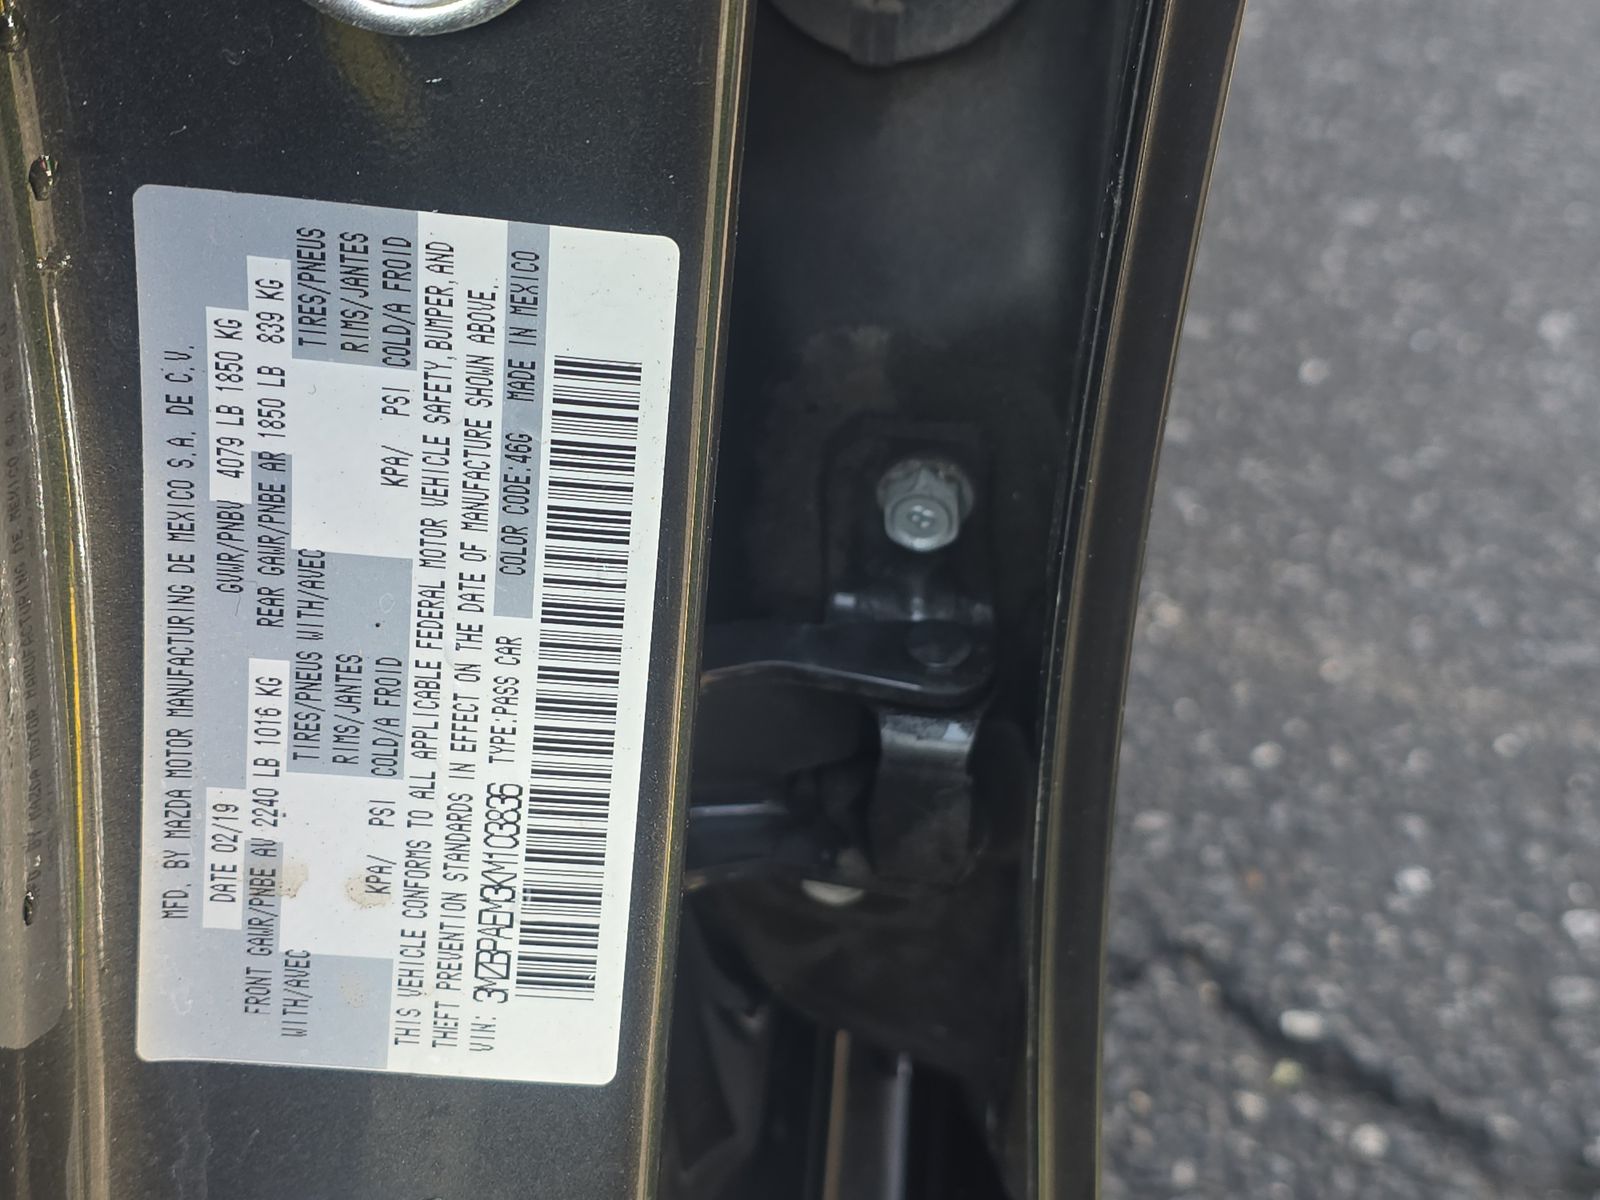 MFD. BY MAZDA MOTOR MANUFACTURING DE MEXICO S.A. DE C.V.
DATE 02/19 GVWR/PNBV 4079 LB 1850 KG
FRONT GAWR/PNBE AV 2240 LB 1016 KG REAR GAWR/PNBE AR 1850 LB 839 KG
WITH/AVEC TIRES/PNEUS WITH/AVEC TIRES/PNEUS
RIMS/JANTES RIMS/JANTES
KPA/ PSI COLD/A FROID KPA/ PSI COLD/A FROID
THIS VEHICLE CONFORMS TO ALL APPLICABLE FEDERAL MOTOR VEHICLE SAFETY, BUMPER, AND
THEFT PREVENTION STANDARDS IN EFFECT ON THE DATE OF MANUFACTURE SHOWN ABOVE.
VIN: 3MZBPAEM3KM103836 TYPE:PASS CAR COLOR CODE:46G MADE IN MEXICO